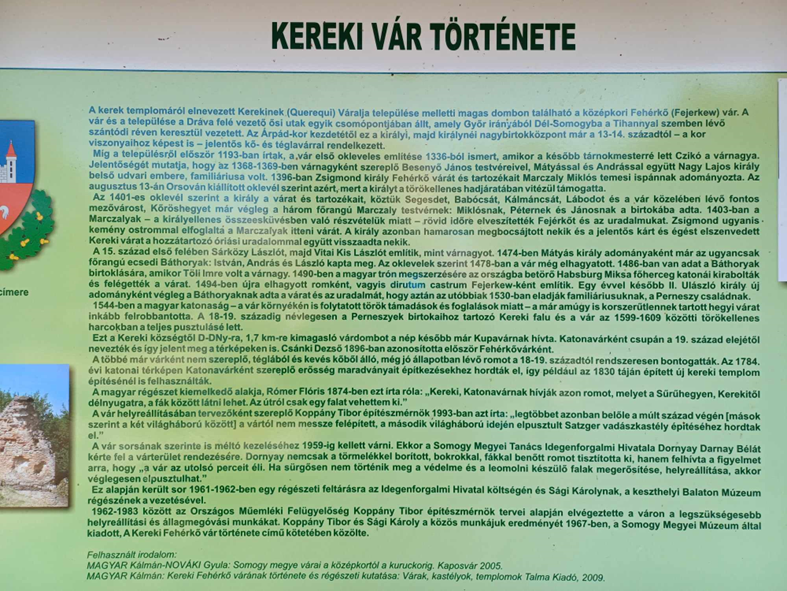 KEREKI VÁR TÖRTÉNETE
A kerek templomáról elnevezett Kerekinek (Querequi) Váralja települése melletti magas dombon található a középkori Fehérkő (Fejerkew) vár. A
vár és a települése a Dráva felé vezető ősi utak egyik csomópontjában állt, amely Győr irányából Dél-Somogyba a Tihannyal szemben lévő
szántódi réven keresztül vezetett. Az Árpád-kor kezdetétől ez a királyi, majd királynéi nagybirtokközpont már a 13-14. századtól – a kor
viszonyaihoz képest is – jelentős kő- és téglavárral rendelkezett.
Míg a településről először 1193-ban írtak, a vár első okleveles említése 1336-ból ismert, amikor a később tárnokmesterré lett Czikó a várnagya.
Jelentőségét mutatja, hogy az 1368-1369-ben várnagyként szereplő Besenyő János testvéreivel, Mátyással és Andrással együtt Nagy Lajos király
belső udvari embere, familiárisa volt. 1396-ban Zsigmond király Fehérkő várát és tartozékait Marczaly Miklós temesi ispánnak adományozta. Az
augusztus 13-án Orsován kiállított oklevél szerint azért, mert a királyt a törökellenes hadjáratában vitézül támogatta.
Az 1401-es oklevél szerint a király a várat és tartozékait, köztük Segesdet, Babócsát, Kálmáncsát, Lábodot és a vár közelében lévő fontos
mezővárost, Kőröshegyet már végleg a három főrangú Marczaly testvérnek: Miklósnak, Péternek és Jánosnak a birtokába adta. 1403-ban a
Marczalyak – a királyellenes összeesküvésben való részvételük miatt – rövid időre elveszítették Fejérkőt és az uradalmukat. Zsigmond ugyanis
kemény ostrommal elfoglalta a Marczalyak itteni várát. A király azonban hamarosan megbocsájtott nekik és a jelentős kárt és égést elszenvedett
Kereki várat a hozzátartozó óriási uradalommal együtt visszaadta nekik.
A 15. század első felében Sárközy Lászlót, majd Vitai Kis Lászlót említik, mint várnagyot. 1474-ben Mátyás király adományaként már az ugyancsak
főrangú ecsedi Báthoryak: István, András és László kapta meg. Az oklevelek szerint 1478-ban a vár még elhagyatott. 1486-ban van adat a Báthoryak
birtoklására, amikor Töli Imre volt a várnagy. 1490-ben a magyar trón megszerzésére az országba betörő Habsburg Miksa főherceg katonái kirabolták
és felégették a várat. 1494-ben újra elhagyott romként, vagyis dirutum castrum Fejerkew-ként említik. Egy évvel később II. Ulászló király új
adományként végleg a Báthoryaknak adta a várat és az uradalmát, hogy aztán az utóbbiak 1530-ban eladják familiárisuknak, a Perneszy családnak.
1544-ben a magyar katonaság – a vár környékén is folytatott török támadások és foglalások miatt – a már amúgy is korszerűtlennek tartott hegyi várat
inkább felrobbantotta. A 18-19. századig névlegesen a Perneszyek birtokaihoz tartozó Kereki falu és a vár az 1599-1609 közötti törökellenes
harcokban a teljes pusztulásé lett.
Ezt a Kereki községtől D-DNy-ra, 1,7 km-re kimagasló várdombot a nép később már Kupavárnak hívta. Katonavárként csupán a 19. század elejétől
nevezték és így jelent meg a térképeken is. Csánki Dezső 1896-ban azonosította először Fehérkővárként.
A többé már várként nem szereplő, téglából és kevés kőből álló, még jó állapotban lévő romot a 18-19. századtól rendszeresen bontogatták. Az 1784.
évi katonai térképen Katonavárként szereplő erősség maradványait építkezésekhez hordták el, így például az 1830 táján épített új kereki templom
építésénél is felhasználták.
A magyar régészet kiemelkedő alakja, Rómer Flóris 1874-ben ezt írta róla: „Kereki, Katonavárnak hívják azon romot, melyet a Sűrűhegyen, Kerekitől
délnyugatra, a fák között látni lehet. Az útról csak egy falat vehettem ki."
A vár helyreállításában tervezőként szereplő Koppány Tibor építészmérnök 1993-ban azt írta: „legtöbbet azonban belőle a múlt század végén [mások
szerint a két világháború között] a vártól nem messze felépített, a második világháború idején elpusztult Satzger vadászkastély építéséhez hordtak
el."
A vár sorsának szerinte is méltó kezeléséhez 1959-ig kellett várni. Ekkor a Somogy Megyei Tanács Idegenforgalmi Hivatala Dornyay Darnay Bélát
kérte fel a várterület rendezésére. Dornyay nemcsak a törmelékkel borított, bokrokkal, fákkal benőtt romot tisztította ki, hanem felhívta a figyelmet
arra, hogy „a vár az utolsó perceit éli. Ha sürgősen nem történik meg a védelme és a leomolni készülő falak megerősítése, helyreállítása, akkor
véglegesen elpusztulhat."
Ez alapján került sor 1961-1962-ben egy régészeti feltárásra az Idegenforgalmi Hivatal költségén és Sági Károlynak, a keszthelyi Balaton Múzeum
régészének a vezetésével.
1962-1983 között az Országos Műemléki Felügyelőség Koppány Tibor építészmérnök tervei alapján elvégeztette a váron a legszükségesebb
helyreállítási és állagmegóvási munkákat. Koppány Tibor és Sági Károly a közös munkájuk eredményét 1967-ben, a Somogy Megyei Múzeum által
kiadott, A Kereki Fehérkő vár története című kötetében közölte.
Felhasznált irodalom:
MAGYAR Kálmán-NOVÁKI Gyula: Somogy megye várai a középkortól a kuruckorig. Kaposvár 2005.
MAGYAR Kálmán: Kereki Fehérkő várának története és régészeti kutatása: Várak, kastélyok, templomok Talma Kiadó, 2009.
címere